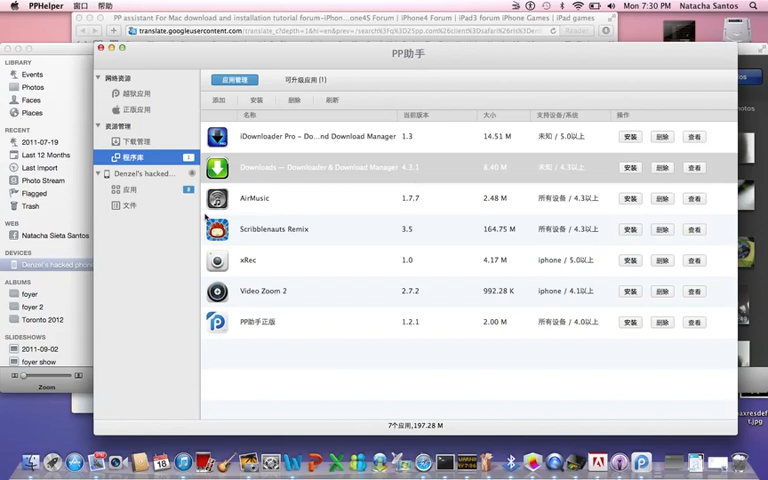 PPHelper 窗口 帮助
Mon 7:30 PM Natacha Santos
PP assistant For Mac download and installation tutorial forum-iPhon...one4S Forum | iPhone4 Forum | iPad3 forum iPhone Games | iPad games
translate.googleusercontent.com
Reader
PP助手
LIBRARY
Events
Photos
Faces
Places
RECENT
2011-07-19
Last 12 Months
Last Import
Photo Stream
Flagged
Trash
WEB
Natacha Sieta Santos
DEVICES
Denzel's hacked phone
ALBUMS
foyer
foyer 2
Toronto 2012
SLIDESHOWS
2011-09-02
foyer show
Zoom
网络资源
越狱应用
正版应用
资源管理
下载管理
程序库 1
Denzel's hacked...
应用 8
文件
应用管理 可升级应用 (1)
添加 安装 删除 刷新
名称 当前版本 大小 支持设备/系统 操作
iDownloader Pro - Do...nd Download Manager 1.3 14.51 M 未知 / 5.0以上 安装 删除 查看
Downloads — Downloader & Download Manager 4.3.1 8.40 M 未知 / 4.3以上 安装 删除 查看
AirMusic 1.7.7 2.48 M 所有设备 / 4.3以上 安装 删除 查看
Scribblenauts Remix 3.5 164.75 M 所有设备 / 4.3以上 安装 删除 查看
xRec 1.0 4.17 M iphone / 5.0以上 安装 删除 查看
Video Zoom 2 2.7.2 992.28 K iphone / 4.1以上 安装 删除 查看
PP助手正版 1.2.1 2.00 M 所有设备 / 4.0以上 安装 删除 查看
7个应用,197.28 M